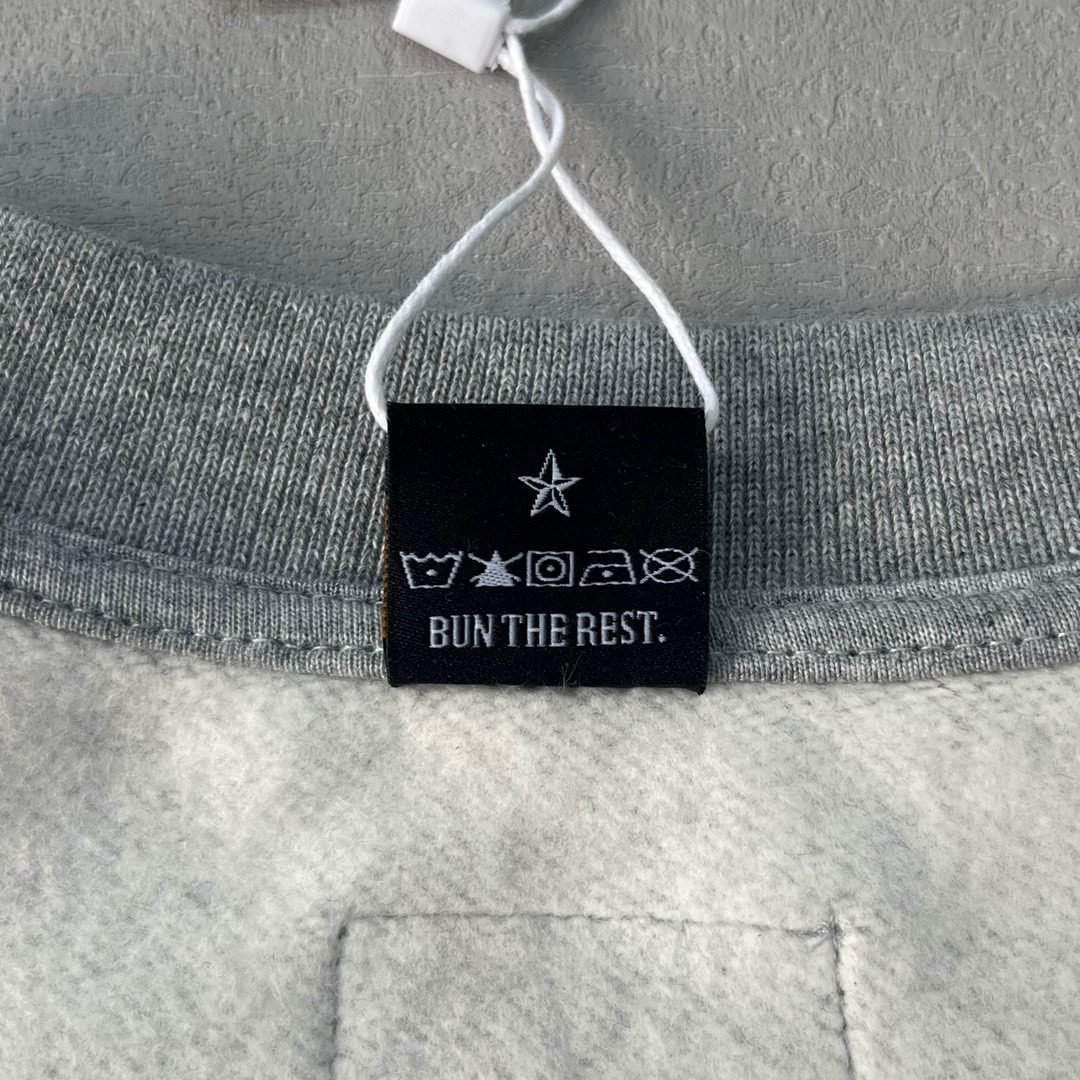 BUN THE REST.